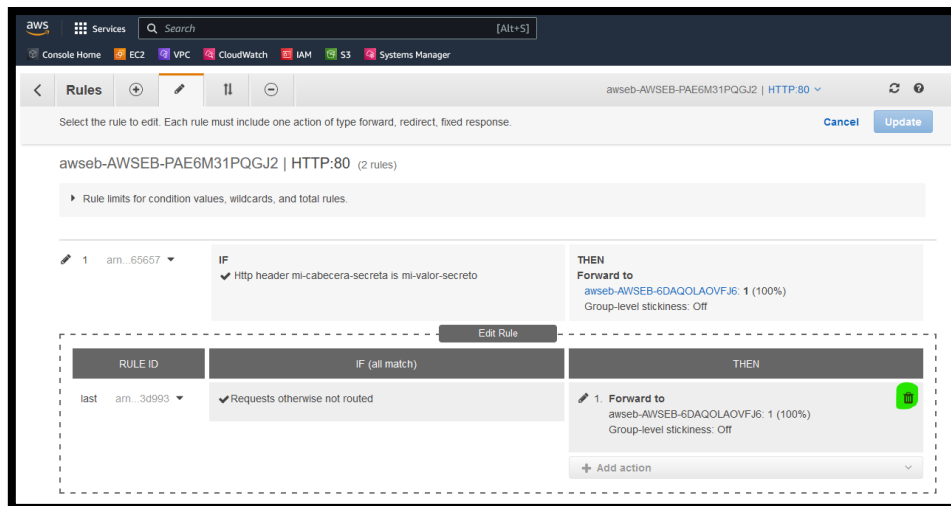 aws Services Search [Alt+S]
Console Home EC2 VPC CloudWatch IAM S3 Systems Manager
Rules awseb-AWSEB-PAE6M31PQGJ2 | HTTP:80
Select the rule to edit. Each rule must include one action of type forward, redirect, fixed response. Cancel Update
awseb-AWSEB-PAE6M31PQGJ2 | HTTP:80 (2 rules)
Rule limits for condition values, wildcards, and total rules.
1 arn...65657 IF THEN
Http header mi-cabecera-secreta is mi-valor-secreto Forward to
awseb-AWSEB-6DAQOLAOVFJ6: 1 (100%)
Group-level stickiness: Off
Edit Rule
RULE ID IF (all match) THEN
last arn...3d993 Requests otherwise not routed 1. Forward to
awseb-AWSEB-6DAQOLAOVFJ6: 1 (100%)
Group-level stickiness: Off
Add action